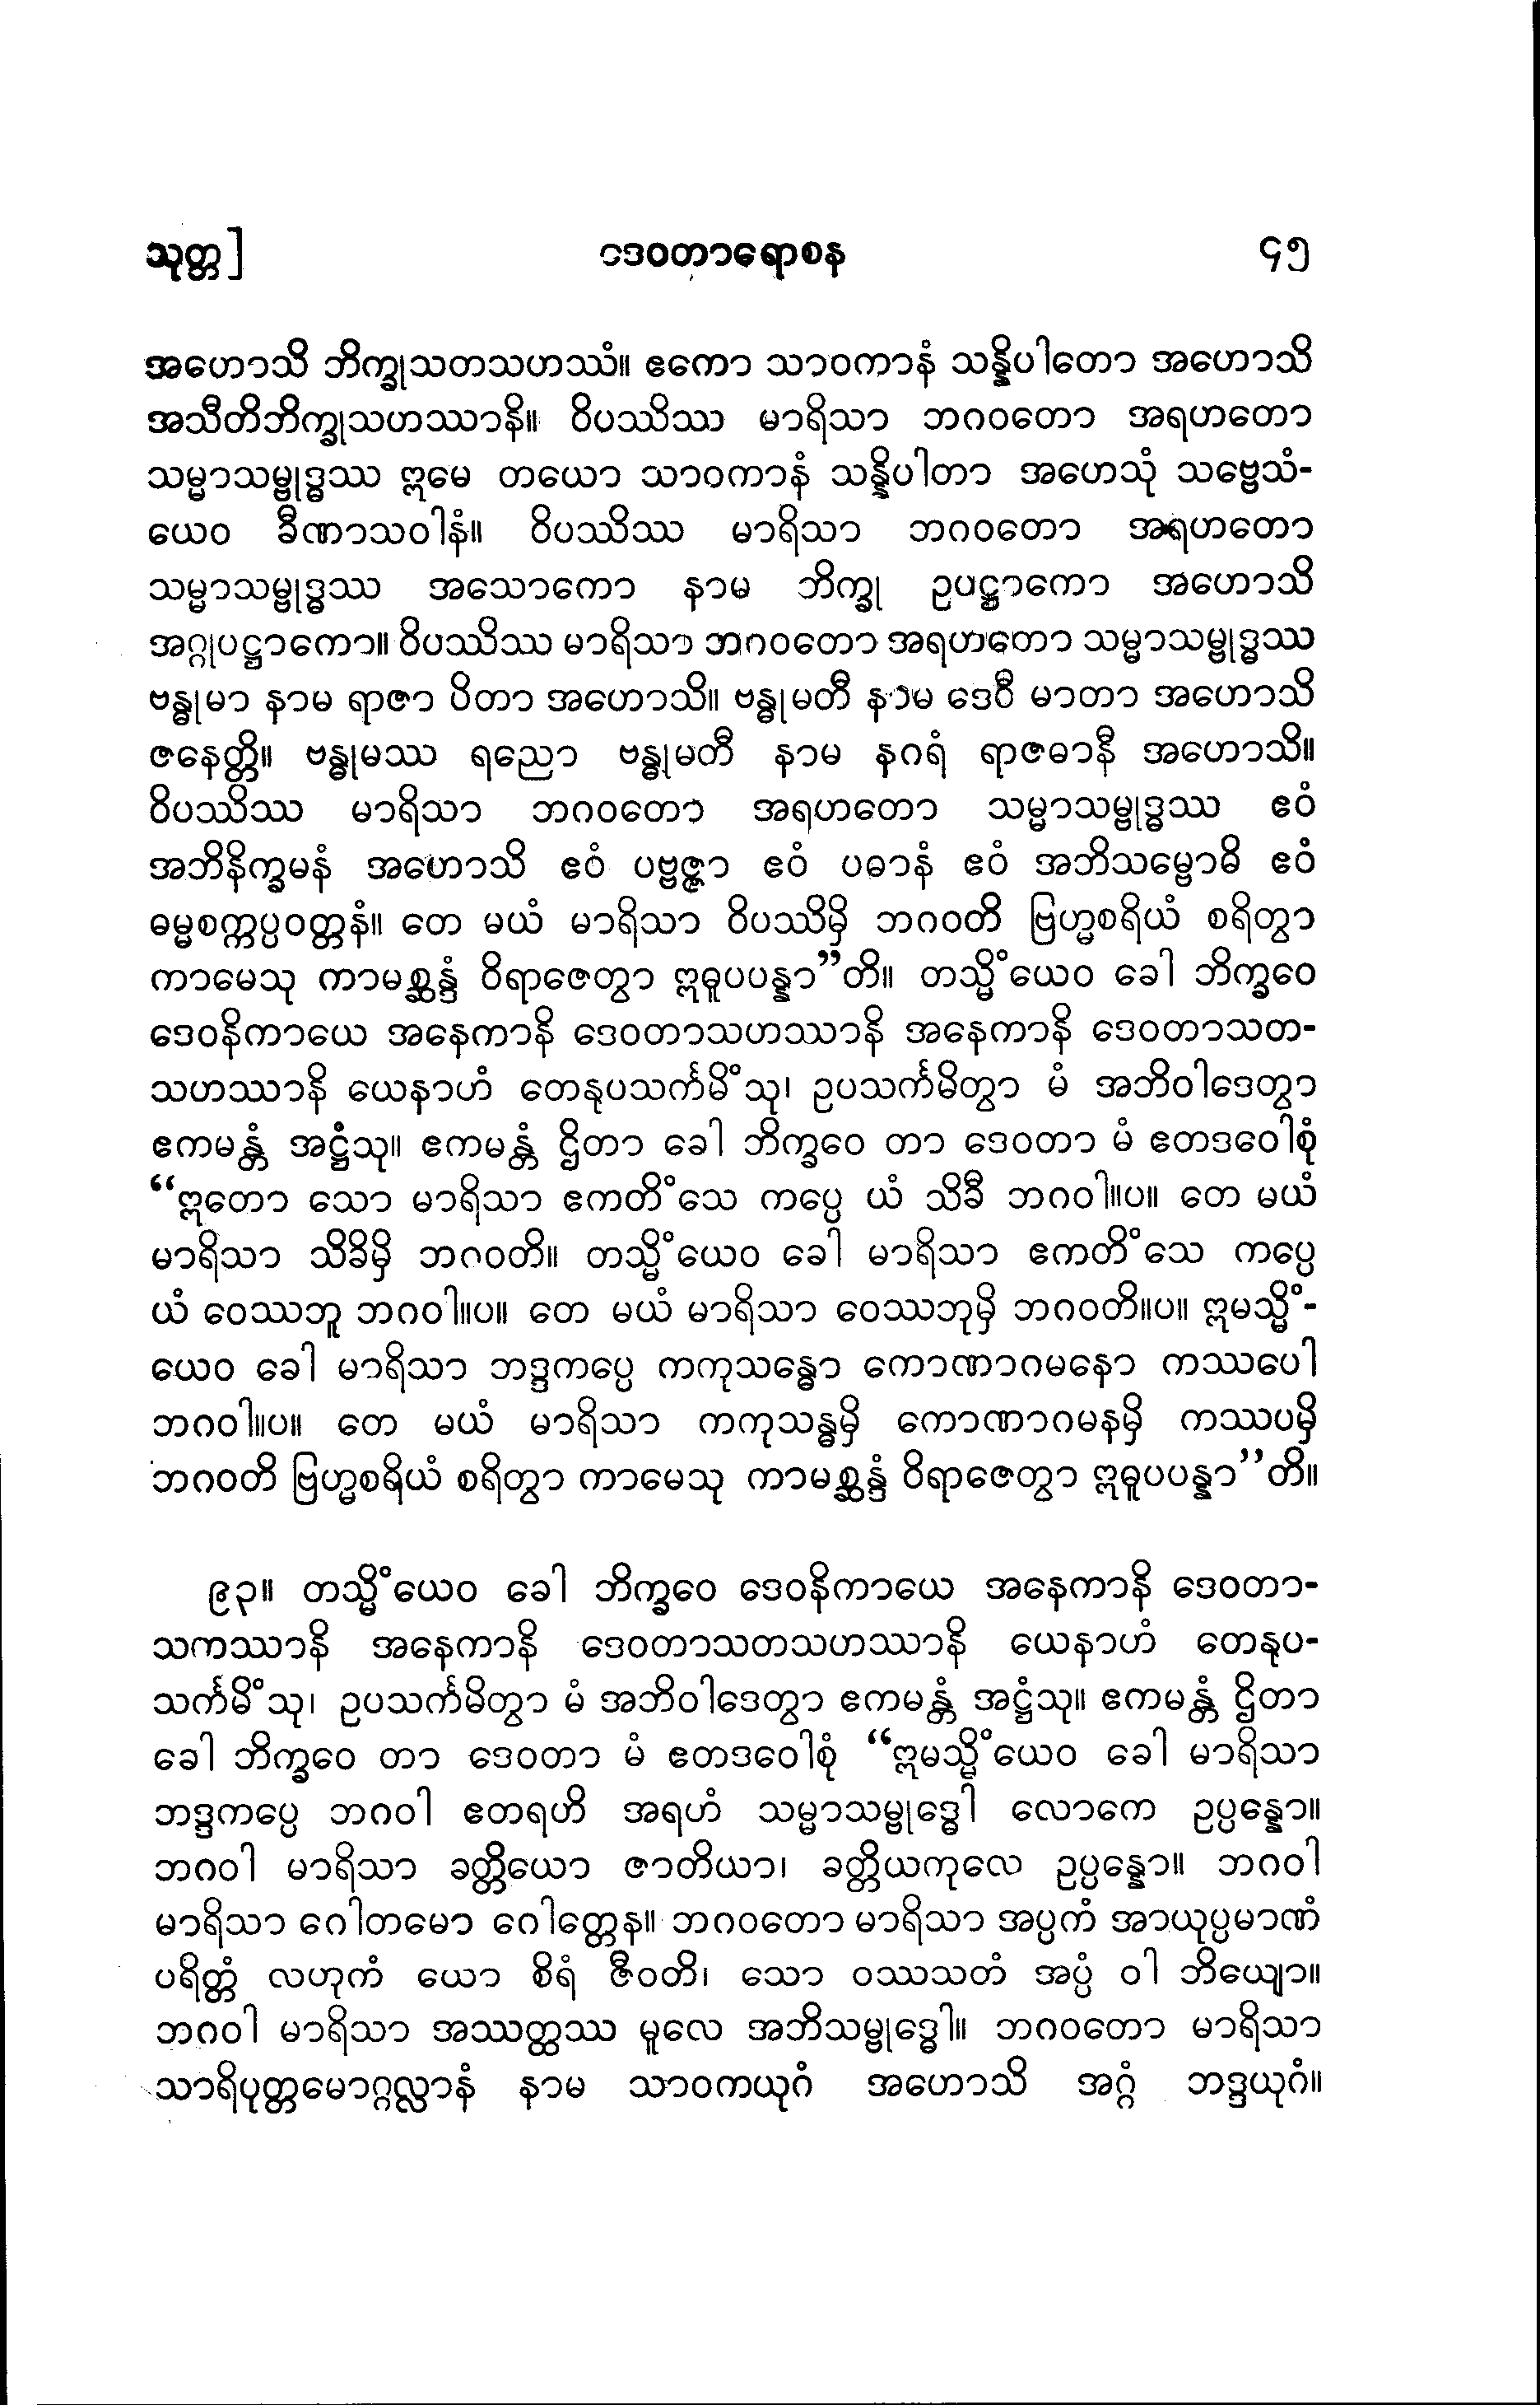 သုတ္တ] ဒေဝတာရောစန ၄၅
အဟောသိ ဘိက္ခုသတသဟဿံ။ ဧကော သာဝကာနံ သန္နိပါတော အဟောသိ
အသီတိဘိက္ခုသဟဿာနိ။ ဝိပဿိဿ မာရိသာ ဘဂဝတော အရဟတော
သမ္မာသမ္ဗုဒ္ဓဿ ဣမေ တယော သာဝကာနံ သန္နိပါတာ အဟေသုံ သဗ္ဗေသံ-
ယေဝ ခီဏာသဝါနံ။ ဝိပဿိဿ မာရိသာ ဘဂဝတော အရဟတော
သမ္မာသမ္ဗုဒ္ဓဿ အသောကော နာမ ဘိက္ခု ဥပဋ္ဌာကော အဟောသိ
အဂ္ဂုပဋ္ဌာကော။ ဝိပဿိဿ မာရိသာ ဘဂဝတော အရဟတော သမ္မာသမ္ဗုဒ္ဓဿ
ဗန္ဓုမာ နာမ ရာဇာ ပိတာ အဟောသိ။ ဗန္ဓုမတီ နာမ ဒေဝီ မာတာ အဟောသိ
ဇနေတ္တိ။ ဗန္ဓုမဿ ရညော ဗန္ဓုမတီ နာမ နဂရံ ရာဇဓာနီ အဟောသိ။
ဝိပဿိဿ မာရိသာ ဘဂဝတော အရဟတော သမ္မာသမ္ဗုဒ္ဓဿ ဧဝံ
အဘိနိက္ခမနံ အဟောသိ ဧဝံ ပဗ္ဗဇ္ဇာ ဧဝံ ပဓာနံ ဧဝံ အဘိသမ္ဗောဓိ ဧဝံ
ဓမ္မစက္ကပ္ပဝတ္တနံ။ တေ မယံ မာရိသာ ဝိပဿိမှိ ဘဂဝတိ ဗြဟ္မစရိယံ စရိတွာ
ကာမေသု ကာမစ္ဆန္ဒံ ဝိရာဇေတွာ ဣဓူပပန္နာ”တိ။ တသ္မိံယေဝ ခေါ ဘိက္ခဝေ
ဒေဝနိကာယေ အနေကာနိ ဒေဝတာသဟဿာနိ အနေကာနိ ဒေဝတာသတ-
သဟဿာနိ ယေနာဟံ တေနုပသင်္ကမိံသု၊ ဥပသင်္ကမိတွာ မံ အဘိဝါဒေတွာ
ဧကမန္တံ အဋ္ဌံသု။ ဧကမန္တံ ဌိတာ ခေါ ဘိက္ခဝေ တာ ဒေဝတာ မံ ဧတဒဝေါစုံ
“ဣတော သော မာရိသာ ဧကတိံသေ ကပ္ပေ ယံ သိခီ ဘဂဝါ။ပ။ တေ မယံ
မာရိသာ သိခိမှိ ဘဂဝတိ။ တသ္မိံယေဝ ခေါ မာရိသာ ဧကတိံသေ ကပ္ပေ
ယံ ဝေဿဘူ ဘဂဝါ။ပ။ တေ မယံ မာရိသာ ဝေဿဘုမှိ ဘဂဝတိ။ပ။ ဣမသ္မိံ-
ယေဝ ခေါ မာရိသာ ဘဒ္ဒကပ္ပေ ကကုသန္ဓော ကောဏာဂမနော ကဿပေါ
ဘဂဝါ။ပ။ တေ မယံ မာရိသာ ကကုသန္ဓမှိ ကောဏာဂမနမှိ ကဿပမှိ
ဘဂဝတိ ဗြဟ္မစရိယံ စရိတွာ ကာမေသု ကာမစ္ဆန္ဒံ ဝိရာဇေတွာ ဣဓူပပန္နာ”တိ။
၉၃။ တသ္မိံယေဝ ခေါ ဘိက္ခဝေ ဒေဝနိကာယေ အနေကာနိ ဒေဝတာ-
သကဿာနိ အနေကာနိ ဒေဝတာသတသဟဿာနိ ယေနာဟံ တေနုပ-
သင်္ကမိံသု၊ ဥပသင်္ကမိတွာ မံ အဘိဝါဒေတွာ ဧကမန္တံ အဋ္ဌံသု။ ဧကမန္တံ ဌိတာ
ခေါ ဘိက္ခဝေ တာ ဒေဝတာ မံ ဧတဒဝေါစုံ “ဣမသ္မိံယေဝ ခေါ မာရိသာ
ဘဒ္ဒကပ္ပေ ဘဂဝါ ဧတရဟိ အရဟံ သမ္မာသမ္ဗုဒ္ဓေါ လောကေ ဥပ္ပန္နော။
ဘဂဝါ မာရိသာ ခတ္တိယော ဇာတိယာ၊ ခတ္တိယကုလေ ဥပ္ပန္နော။ ဘဂဝါ
မာရိသာ ဂေါတမော ဂေါတ္တေန။ ဘဂဝတော မာရိသာ အပ္ပကံ အာယုပ္ပမာဏံ
ပရိတ္တံ လဟုကံ ယော စိရံ ဇီဝတိ၊ သော ဝဿသတံ အပ္ပံ ဝါ ဘိယျော။
ဘဂဝါ မာရိသာ အဿတ္ထဿ မူလေ အဘိသမ္ဗုဒ္ဓေါ။ ဘဂဝတော မာရိသာ
သာရိပုတ္တမောဂ္ဂလ္လာနံ နာမ သာဝကယုဂံ အဟောသိ အဂ္ဂံ ဘဒ္ဒယုဂံ။